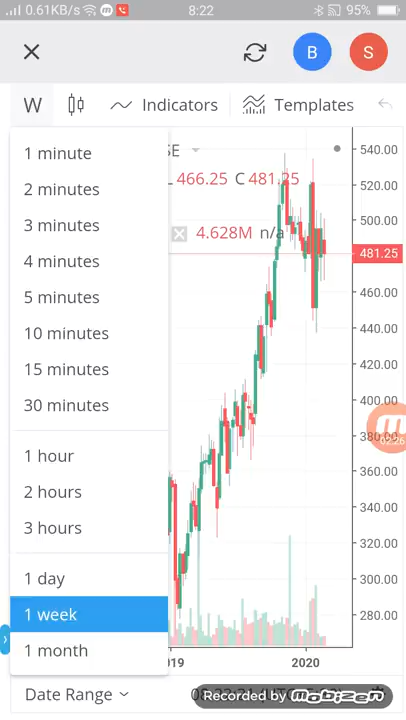 0.61KB/s 8:22 95%
B S
W Indicators Templates
1 minute
2 minutes
3 minutes
4 minutes
5 minutes
10 minutes
15 minutes
30 minutes
1 hour
2 hours
3 hours
1 day
1 week
1 month
SE
L 466.25 C 481.25
4.628M n/a
540.00
520.00
500.00
481.25
460.00
440.00
420.00
400.00
380.00
360.00
340.00
320.00
300.00
280.00
02:26
019 2020
Date Range
Recorded by mobizen